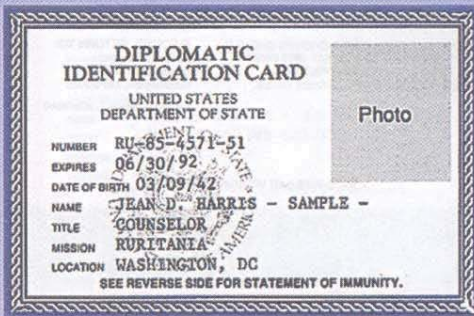 DIPLOMATIC
IDENTIFICATION CARD
UNITED STATES
DEPARTMENT OF STATE
Photo
NUMBER RU-85-4571-51
EXPIRES 06/30/92
DATE OF BIRTH 03/09/42
NAME JEAN D. HARRIS - SAMPLE -
TITLE COUNSELOR
MISSION RURITANIA
LOCATION WASHINGTON, DC
SEE REVERSE SIDE FOR STATEMENT OF IMMUNITY.